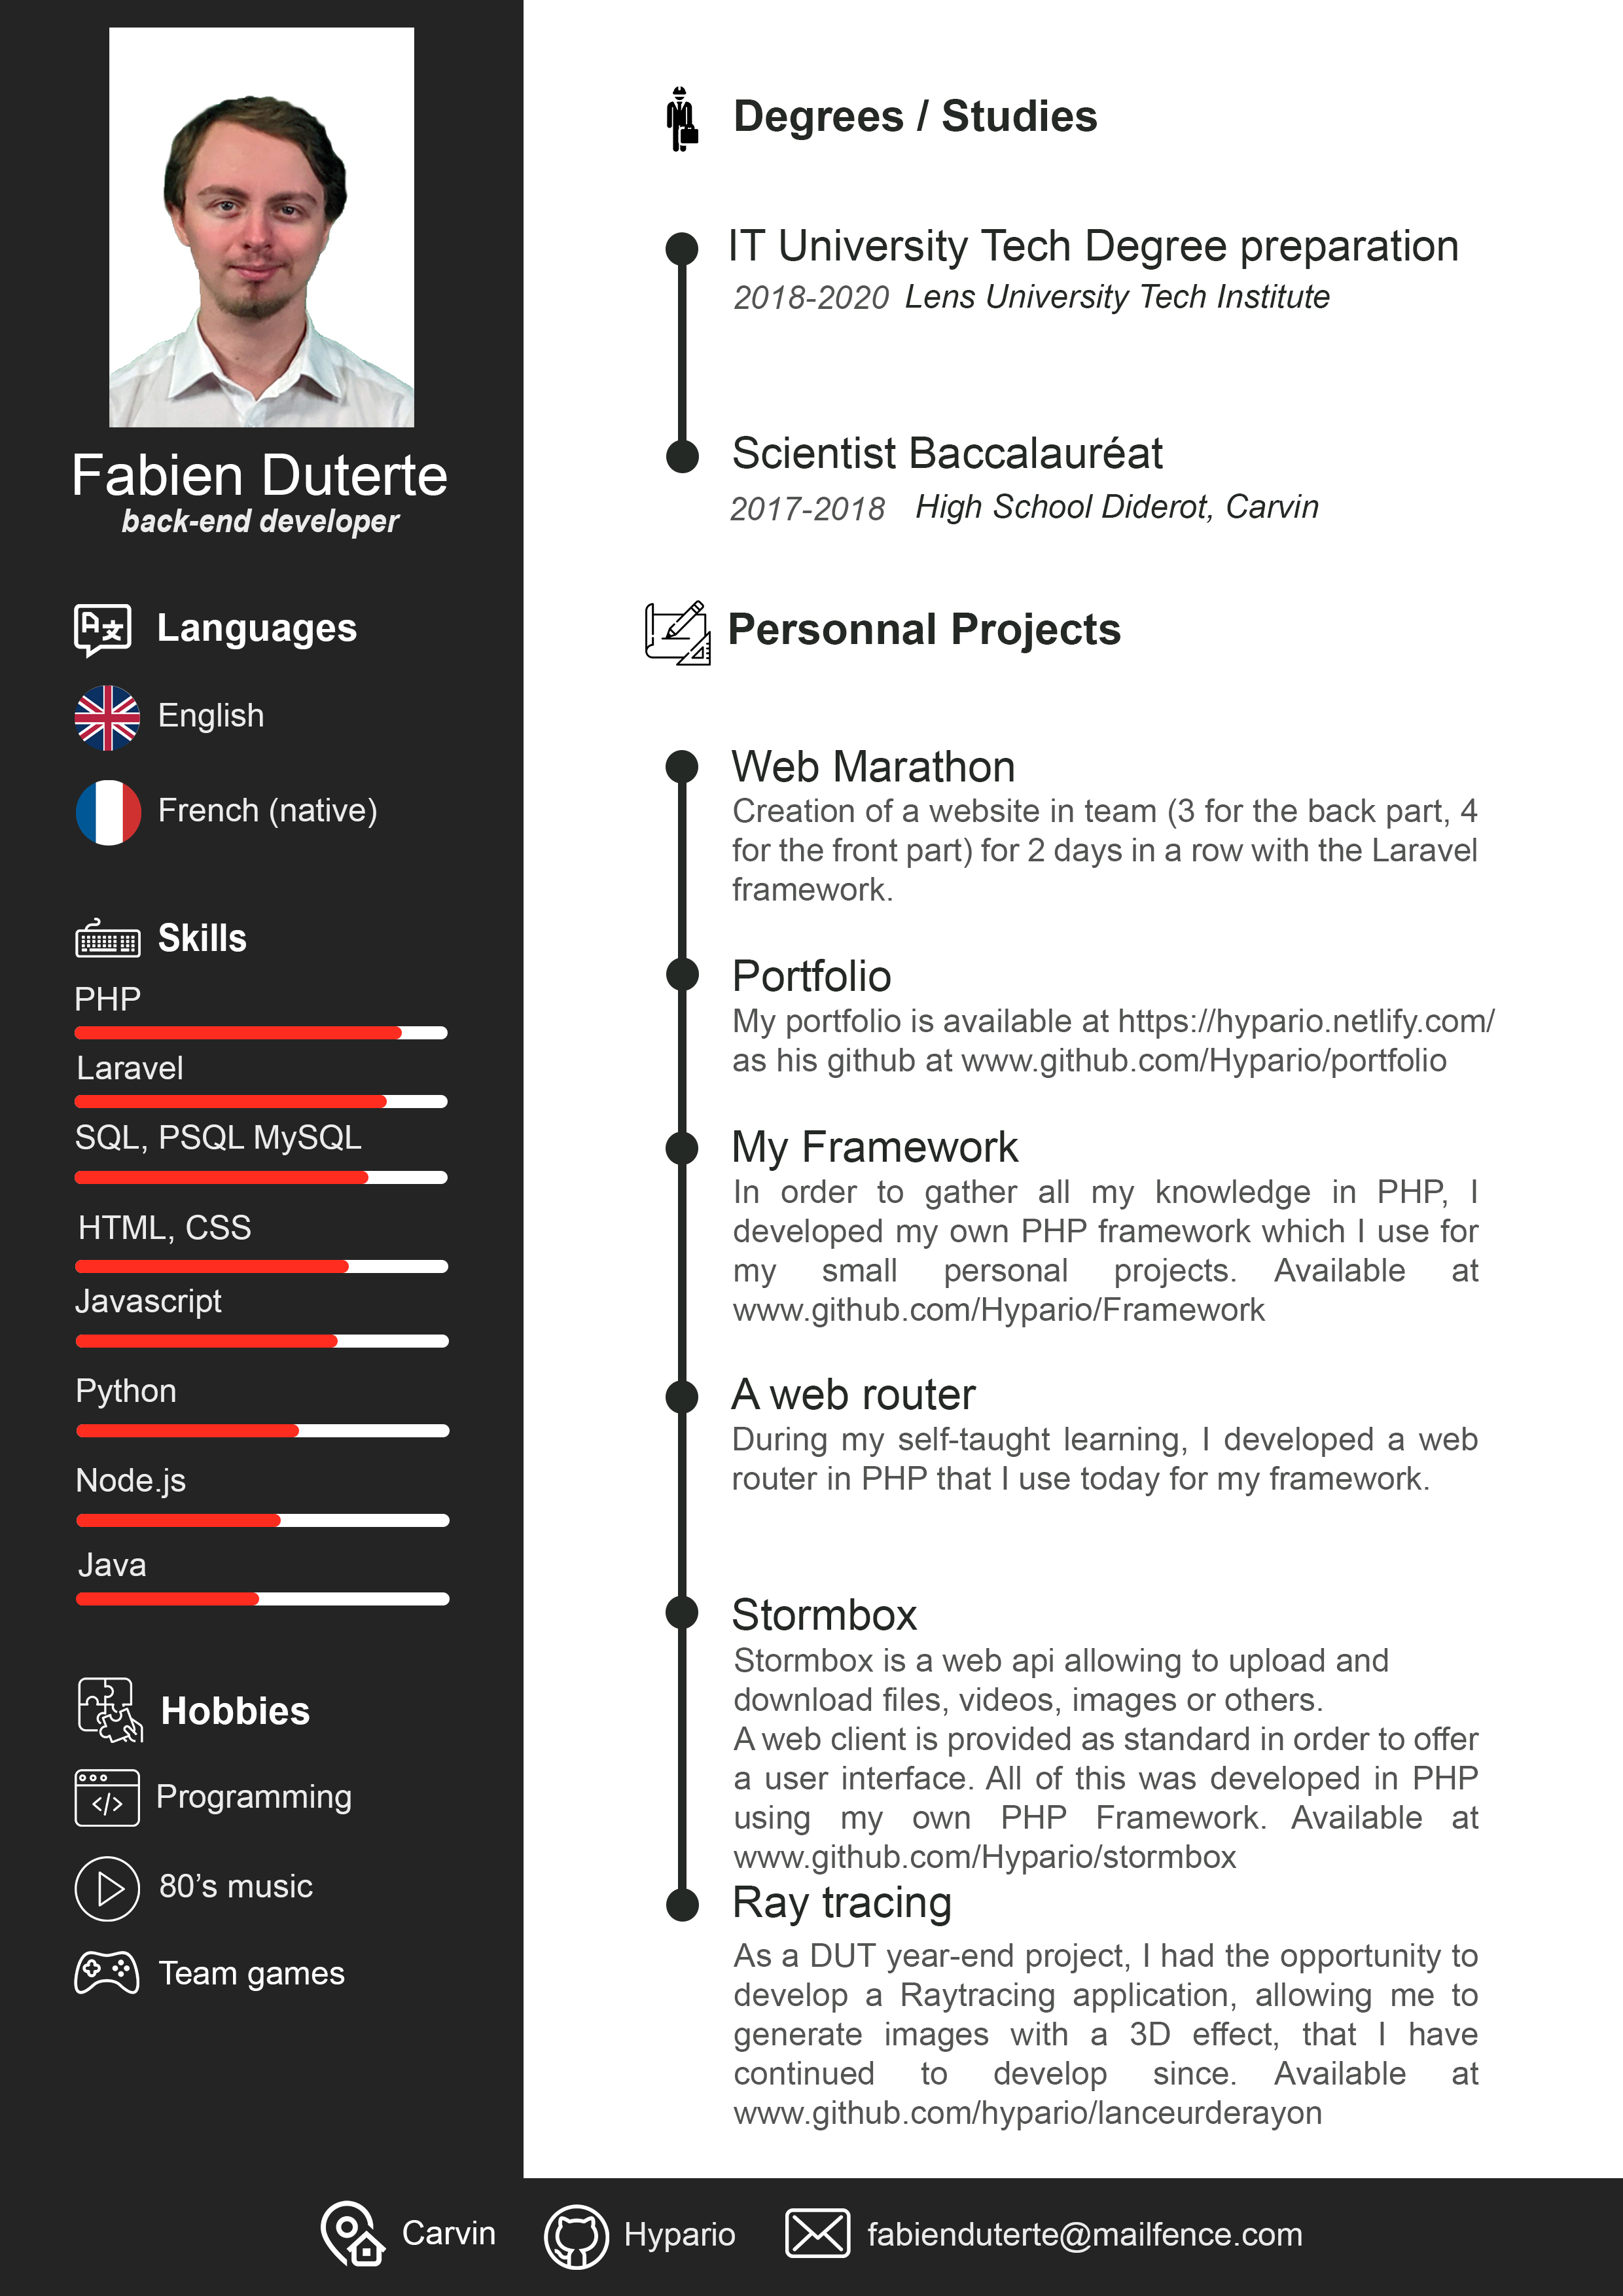 Fabien Duterte
back-end developer
Languages
English
French (native)
Skills
PHP
Laravel
SQL, PSQL MySQL
HTML, CSS
Javascript
Python
Node.js
Java
Hobbies
Programming
80’s music
Team games
Degrees / Studies
IT University Tech Degree preparation
2018-2020 Lens University Tech Institute
Scientist Baccalauréat
2017-2018 High School Diderot, Carvin
Personnal Projects
Web Marathon
Creation of a website in team (3 for the back part, 4
for the front part) for 2 days in a row with the Laravel
framework.
Portfolio
My portfolio is available at https://hypario.netlify.com/
as his github at www.github.com/Hypario/portfolio
My Framework
In order to gather all my knowledge in PHP, I
developed my own PHP framework which I use for
my small personal projects. Available at
www.github.com/Hypario/Framework
A web router
During my self-taught learning, I developed a web
router in PHP that I use today for my framework.
Stormbox
Stormbox is a web api allowing to upload and
download files, videos, images or others.
A web client is provided as standard in order to offer
a user interface. All of this was developed in PHP
using my own PHP Framework. Available at
www.github.com/Hypario/stormbox
Ray tracing
As a DUT year-end project, I had the opportunity to
develop a Raytracing application, allowing me to
generate images with a 3D effect, that I have
continued to develop since. Available at
www.github.com/hypario/lanceurderayon
Carvin
Hypario
fabienduterte@mailfence.com